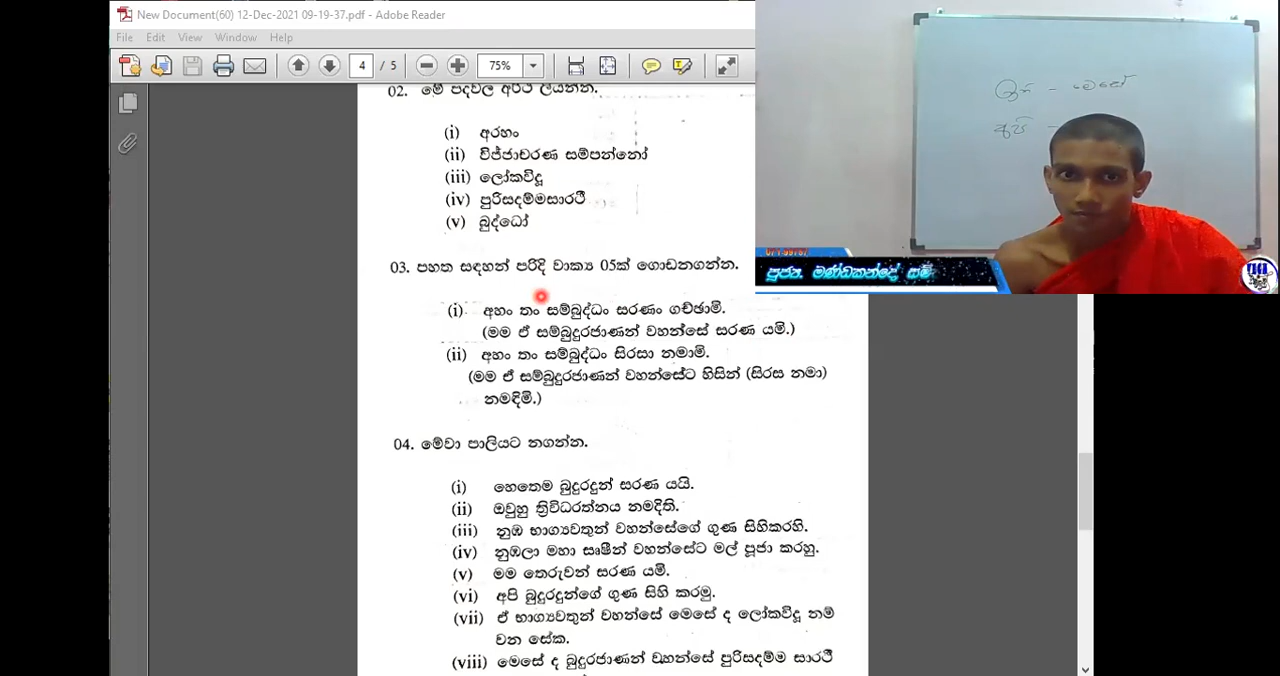 New Document(60) 12-Dec-2021 09-19-37.pdf - Adobe Reader
File Edit View Window Help
4 / 5 75%
02. මේ පදවල අර්ථ ලියන්න.
(i) අරහං
(ii) විජ්ජාචරණ සම්පන්නෝ
(iii) ලෝකවිදූ
(iv) පුරිසදම්මසාරථී
(v) බුද්ධෝ
03. පහත සඳහන් පරිදි වාක්‍ය 05ක් ගොඩනගන්න.
(i) අහං තං සම්බුද්ධං සරණං ගච්ඡාමි.
(මම ඒ සම්බුදුරජාණන් වහන්සේ සරණ යමි.)
(ii) අහං තං සම්බුද්ධං සිරසා නමාමි.
(මම ඒ සම්බුදුරජාණන් වහන්සේට හිසින් (සිරස නමා)
නමඳිමි.)
04. මේවා පාලියට නගන්න.
(i) හෙතෙම බුදුරදුන් සරණ යයි.
(ii) ඔවුහු ත්‍රිවිධරත්නය නමදිති.
(iii) නුඹ භාග්‍යවතුන් වහන්සේගේ ගුණ සිහිකරහි.
(iv) නුඹලා මහා සෘෂීන් වහන්සේට මල් පූජා කරහු.
(v) මම තෙරුවන් සරණ යමි.
(vi) අපි බුදුරදුන්ගේ ගුණ සිහි කරමු.
(vii) ඒ භාග්‍යවතුන් වහන්සේ මෙසේ ද ලෝකවිදූ නම්
වන සේක.
(viii) මෙසේ ද බුදුරජාණන් වහන්සේ පුරිසදම්ම සාරථී
මෙසේ
අපි -
පූජ්‍ය මණ්ඩකන්දේ